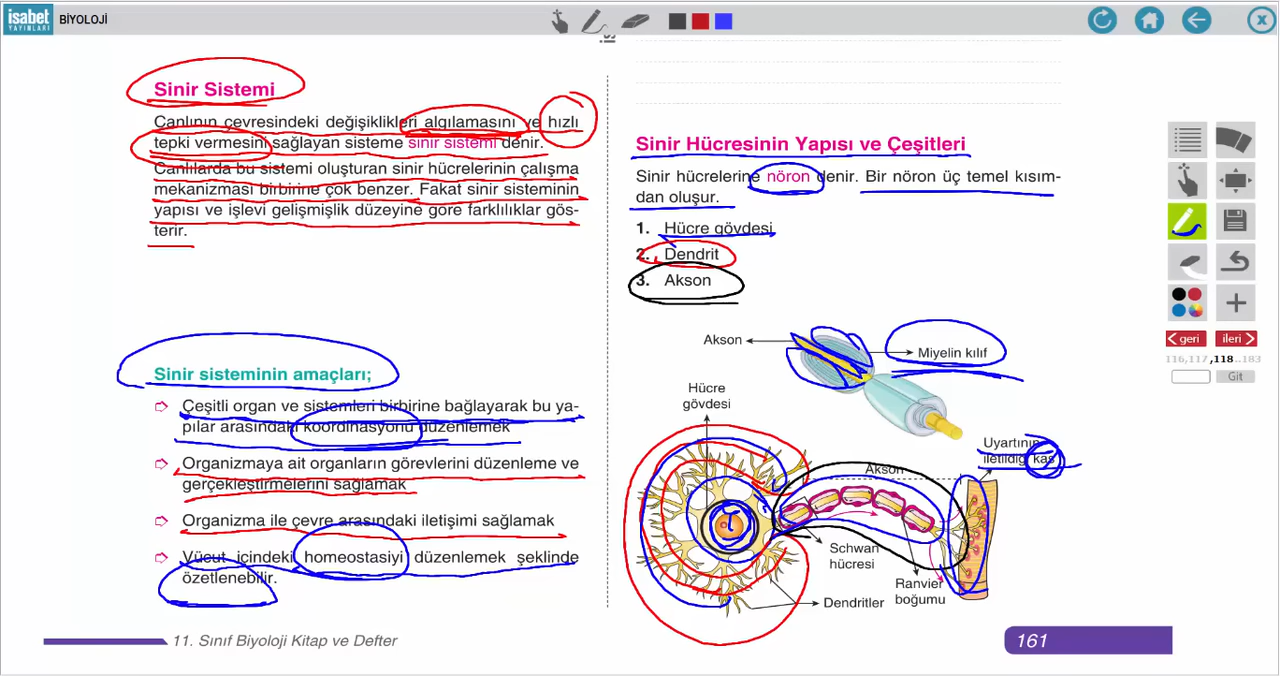 isabet
YAYINLARI
BİYOLOJİ
Sinir Sistemi
Canlının çevresindeki değişiklikleri algılamasını ve hızlı
tepki vermesini sağlayan sisteme sinir sistemi denir.
Canlılarda bu sistemi oluşturan sinir hücrelerinin çalışma
mekanizması birbirine çok benzer. Fakat sinir sisteminin
yapısı ve işlevi gelişmişlik düzeyine göre farklılıklar gös-
terir.
Sinir sisteminin amaçları;
Çeşitli organ ve sistemleri birbirine bağlayarak bu ya-
pılar arasındaki koordinasyonu düzenlemek
Organizmaya ait organların görevlerini düzenleme ve
gerçekleştirmelerini sağlamak
Organizma ile çevre arasındaki iletişimi sağlamak
Vücut içindeki homeostasiyi düzenlemek şeklinde
özetlenebilir.
11. Sınıf Biyoloji Kitap ve Defter
Sinir Hücresinin Yapısı ve Çeşitleri
Sinir hücrelerine nöron denir. Bir nöron üç temel kısım-
dan oluşur.
1. Hücre gövdesi
2. Dendrit
3. Akson
Akson
Miyelin kılıf
Hücre
gövdesi
Uyartının
iletildiği kas
Akson
Schwan
hücresi
Ranvier
boğumu
Dendritler
161
geri
ileri
116,117,118...183
Git